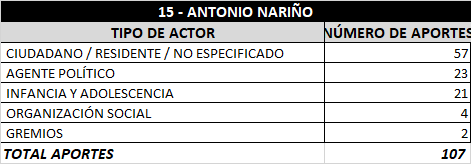 15 - ANTONIO NARIÑO
TIPO DE ACTOR NÚMERO DE APORTES
CIUDADANO / RESIDENTE / NO ESPECIFICADO 57
AGENTE POLÍTICO 23
INFANCIA Y ADOLESCENCIA 21
ORGANIZACIÓN SOCIAL 4
GREMIOS 2
TOTAL APORTES 107